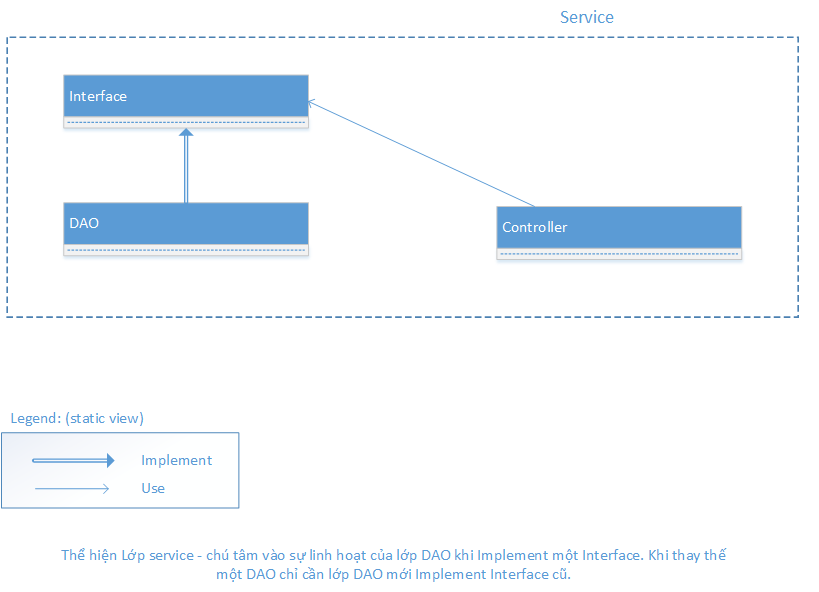 Service
Interface
DAO
Controller
Legend: (static view)
Implement
Use
Thể hiện Lớp service - chú tâm vào sự linh hoạt của lớp DAO khi Implement một Interface. Khi thay thế
một DAO chỉ cần lớp DAO mới Implement Interface cũ.